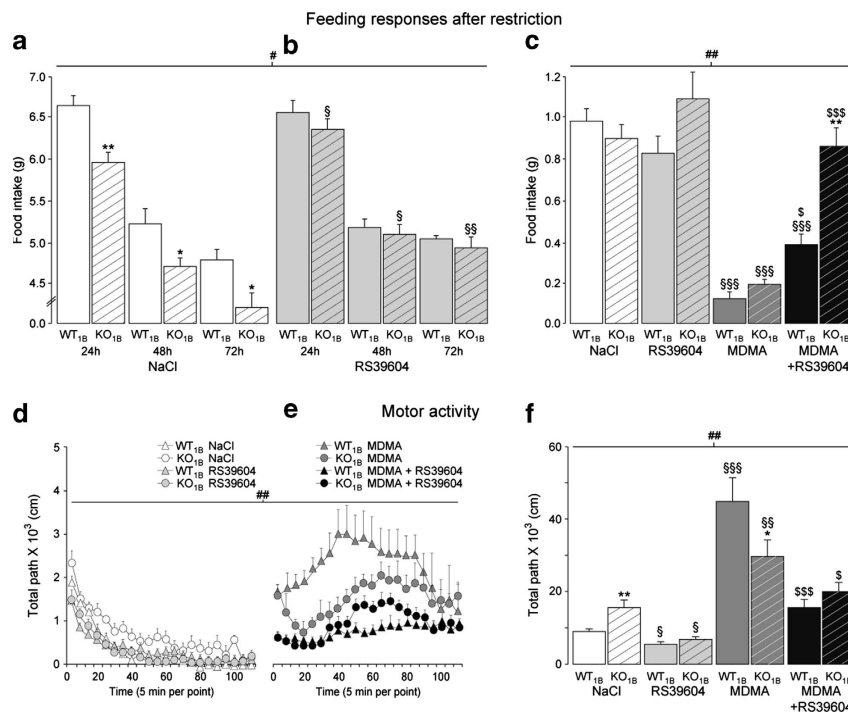 Feeding responses after restriction
a
b
c
#
##
7.0
6.5
6.0
5.5
5.0
4.5
0.0
Food intake (g)
**
*
*
§
§
§§
WT1B KO1B WT1B KO1B WT1B KO1B WT1B KO1B WT1B KO1B WT1B KO1B
24h 48h 72h 24h 48h 72h
NaCl RS39604
1.2
1.0
0.8
0.6
0.4
0.2
0.0
Food intake (g)
§§§
§§§
$
§§§
$$$
**
WT1B KO1B WT1B KO1B WT1B KO1B WT1B KO1B
NaCl RS39604 MDMA MDMA
+RS39604
d
e
Motor activity
f
WT1B NaCl
KO1B NaCl
WT1B RS39604
KO1B RS39604
WT1B MDMA
KO1B MDMA
WT1B MDMA + RS39604
KO1B MDMA + RS39604
##
5
4
3
2
1
0
Total path X 10³ (cm)
0 20 40 60 80 100
Time (5 min per point)
0 20 40 60 80 100
Time (5 min per point)
##
60
40
20
0
Total path X 10³ (cm)
**
§
§
§§§
§§
*
$$$
$
WT1B KO1B WT1B KO1B WT1B KO1B WT1B KO1B
NaCl RS39604 MDMA MDMA
+RS39604